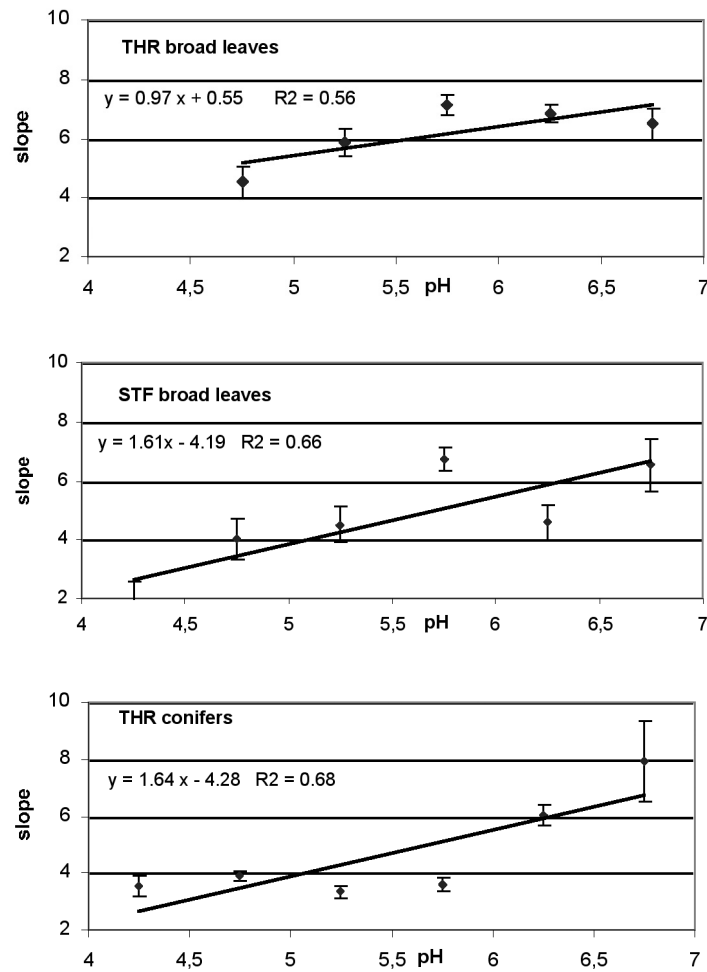 10
THR broad leaves
8
y = 0.97 x + 0.55 R2 = 0.56
slope
6
4
2
4 4,5 5 5,5 pH 6 6,5 7
10
STF broad leaves
8
y = 1.61x - 4.19 R2 = 0.66
slope
6
4
2
4 4,5 5 5,5 pH 6 6,5 7
10
THR conifers
8
y = 1.64 x - 4.28 R2 = 0.68
slope
6
4
2
4 4,5 5 5,5 pH 6 6,5 7